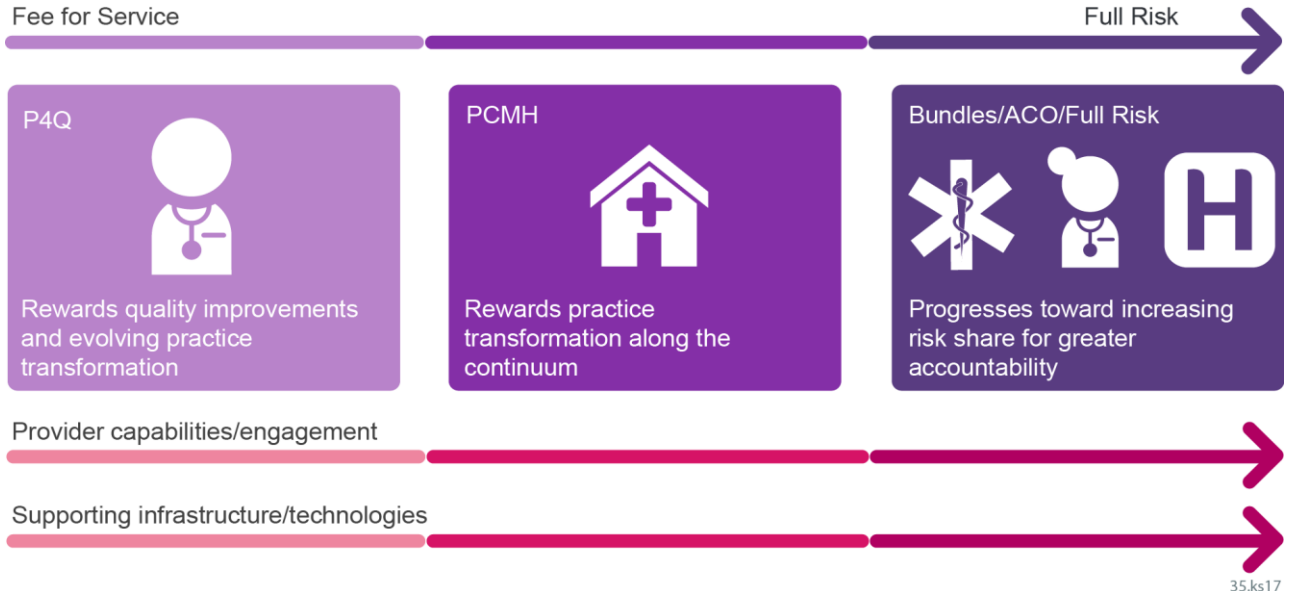 Fee for Service
Full Risk
P4Q
Rewards quality improvements
and evolving practice
transformation
PCMH
Rewards practice
transformation along the
continuum
Bundles/ACO/Full Risk
H
Progresses toward increasing
risk share for greater
accountability
Provider capabilities/engagement
Supporting infrastructure/technologies
35.ks17